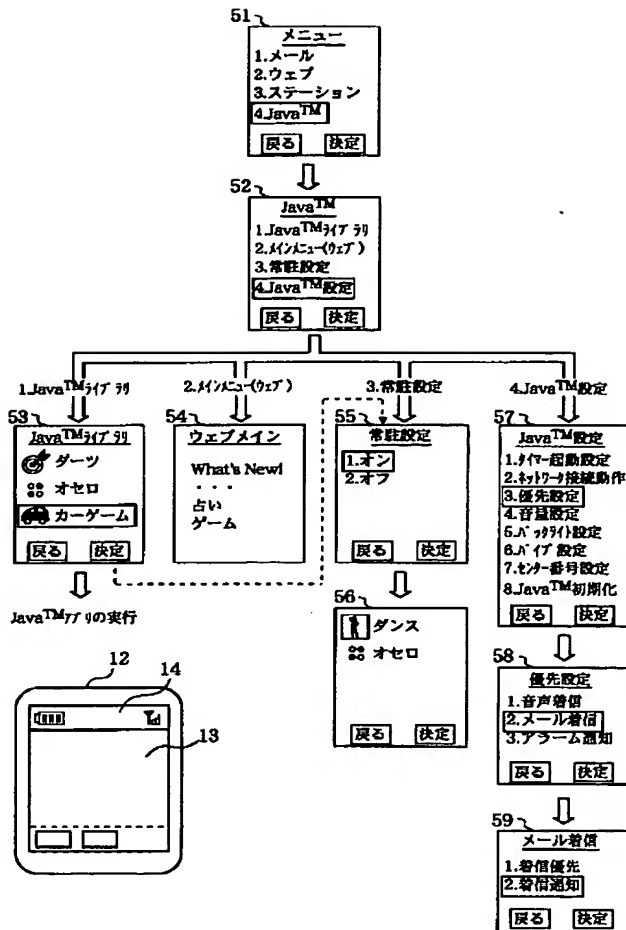 51
メニュー
1.メール
2.ウェブ
3.ステーション
4.Java™
戻る 決定
52
Java™
1.Java™ライブラリ
2.メインメニュー(ウェブ)
3.常駐設定
4.Java™設定
戻る 決定
1.Java™ライブラリ
2.メインメニュー(ウェブ)
3.常駐設定
4.Java™設定
53
Java™ライブラリ
ダーツ
オセロ
カーゲーム
戻る 決定
Java™アプリの実行
54
ウェブメイン
What's New!
・・・
占い
ゲーム
55
常駐設定
1.オン
2.オフ
戻る 決定
56
ダンス
オセロ
戻る 決定
57
Java™設定
1.タイマー起動設定
2.ネットワーク接続動作
3.優先設定
4.音量設定
5.バックライト設定
6.バイブ設定
7.センター番号設定
8.Java™初期化
戻る 決定
58
優先設定
1.音声着信
2.メール着信
3.アラーム通知
戻る 決定
59
メール着信
1.着信優先
2.着信通知
戻る 決定
12
14
13